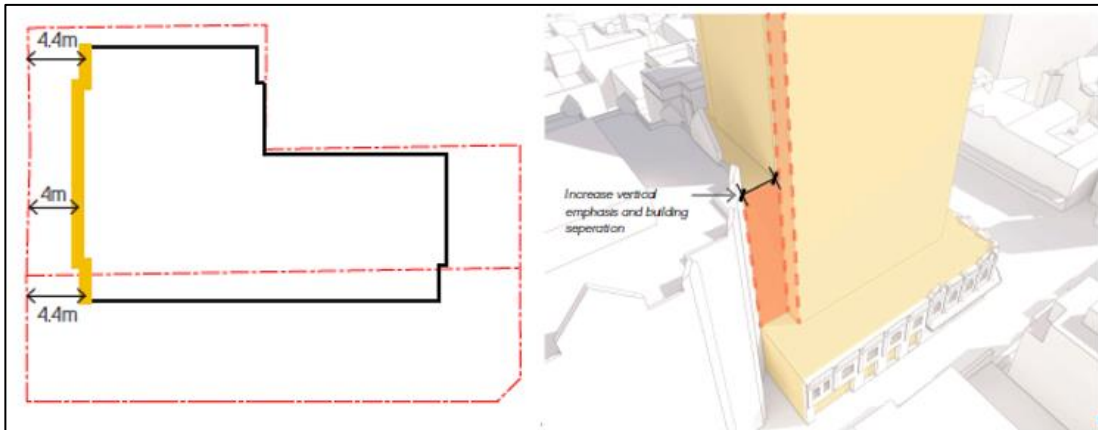 4.4m
4m
4.4m
Increase vertical
emphasis and building
seperation